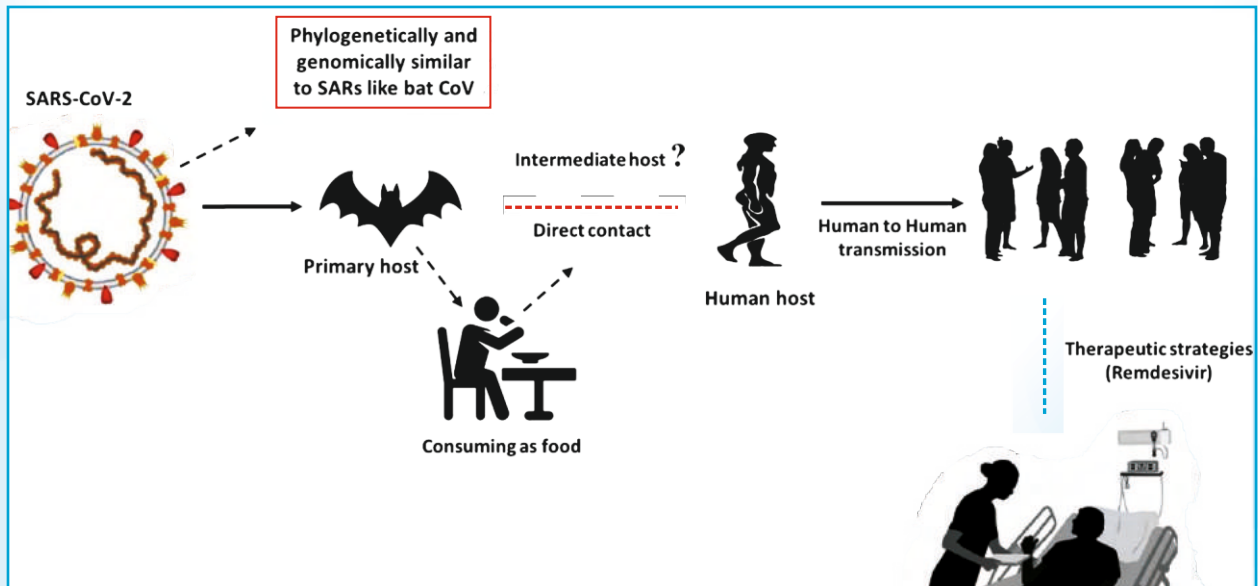 Phylogenetically and
genomically similar
to SARs like bat CoV
SARS-CoV-2
Intermediate host ?
Direct contact
Primary host
Human host
Human to Human
transmission
Consuming as food
Therapeutic strategies
(Remdesivir)